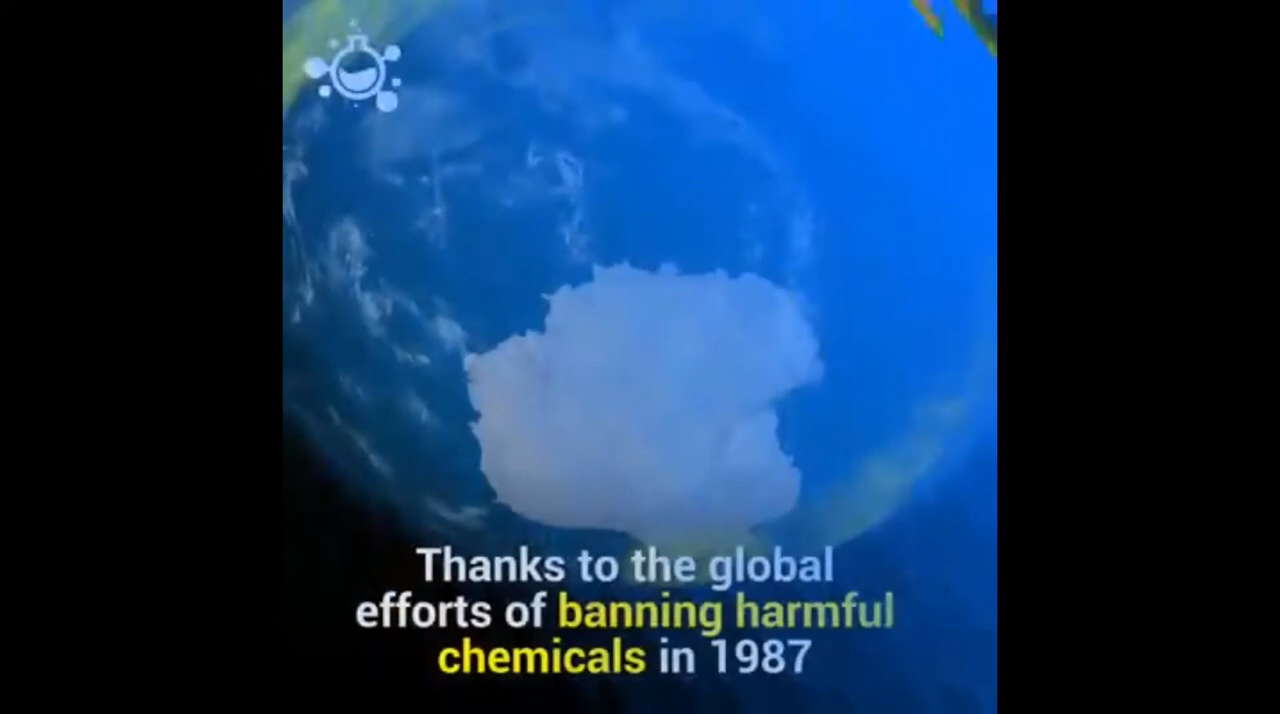 Thanks to the global
efforts of banning harmful
chemicals in 1987